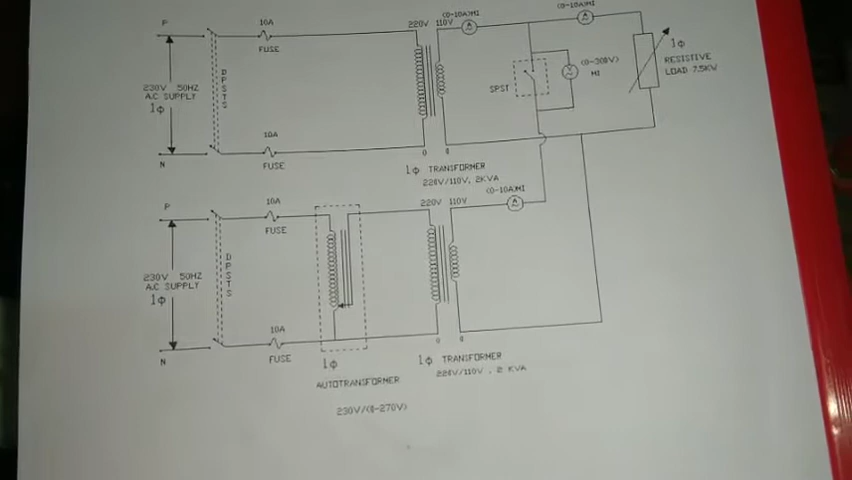 P
10A
FUSE
230V 50HZ
A.C SUPPLY
1Φ
DPSTS
N
10A
FUSE
220V 110V
(0-10A)MI
A
(0-10A)MI
A
SPST
V
(0-300V)
MI
1Φ
RESISTIVE
LOAD-7.5KW
0 0
1Φ TRANSFORMER
220V/110V, 2KVA
P
10A
FUSE
230V 50HZ
A.C SUPPLY
1Φ
DPSTS
N
10A
FUSE
220V 110V
(0-10A)MI
A
0 0
1Φ
AUTOTRANSFORMER
230V/(0-270V)
1Φ TRANSFORMER
220V/110V , 2 KVA